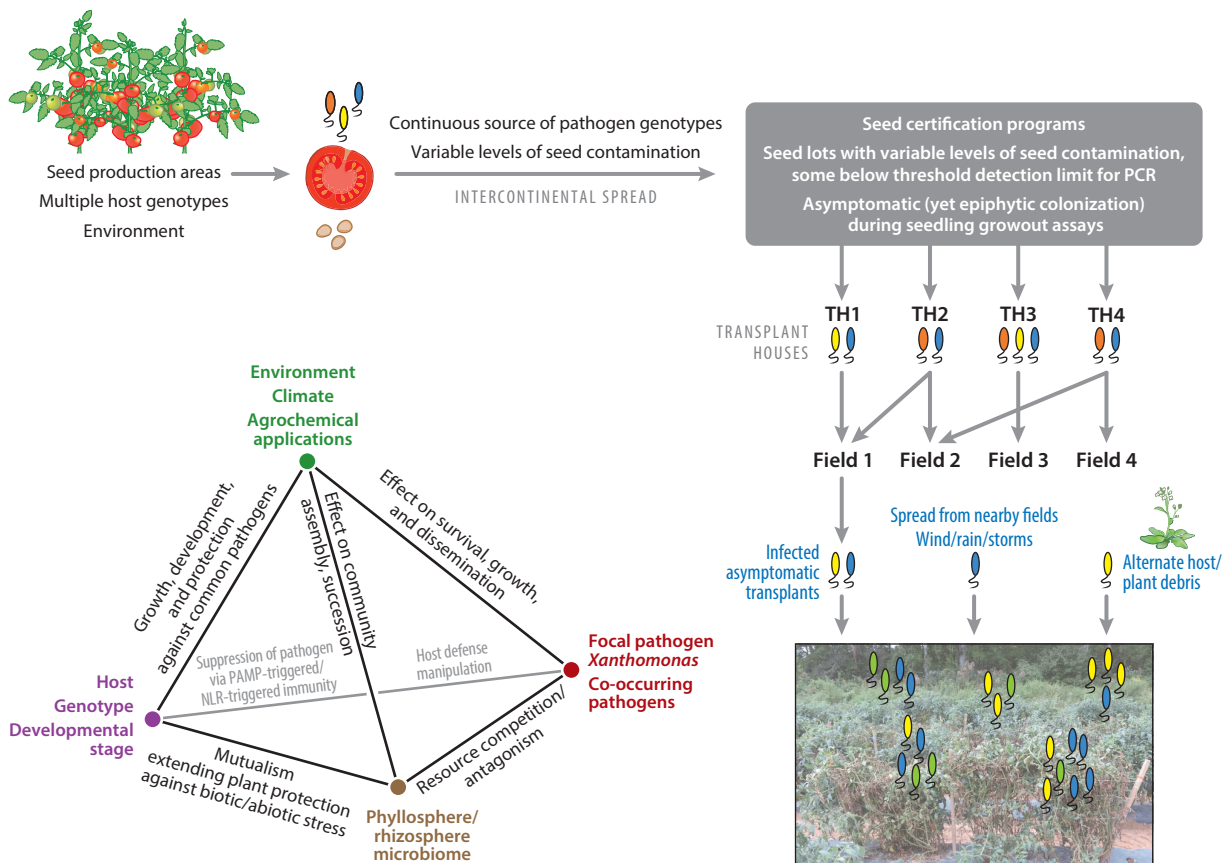 Seed production areas
Multiple host genotypes
Environment
Continuous source of pathogen genotypes
Variable levels of seed contamination
INTERCONTINENTAL SPREAD
Seed certification programs
Seed lots with variable levels of seed contamination,
some below threshold detection limit for PCR
Asymptomatic (yet epiphytic colonization)
during seedling growout assays
TRANSPLANT
HOUSES
TH1
TH2
TH3
TH4
Field 1
Field 2
Field 3
Field 4
Infected
asymptomatic
transplants
Spread from nearby fields
Wind/rain/storms
Alternate host/
plant debris
Environment
Climate
Agrochemical
applications
Growth, development,
and protection
against common pathogens
Effect on community
assembly, succession
Effect on survival, growth,
and dissemination
Suppression of pathogen
via PAMP-triggered/
NLR-triggered immunity
Host defense
manipulation
Host
Genotype
Developmental
stage
Focal pathogen
Xanthomonas
Co-occurring
pathogens
Mutualism
extending plant protection
against biotic/abiotic stress
Resource competition/
antagonism
Phyllosphere/
rhizosphere
microbiome